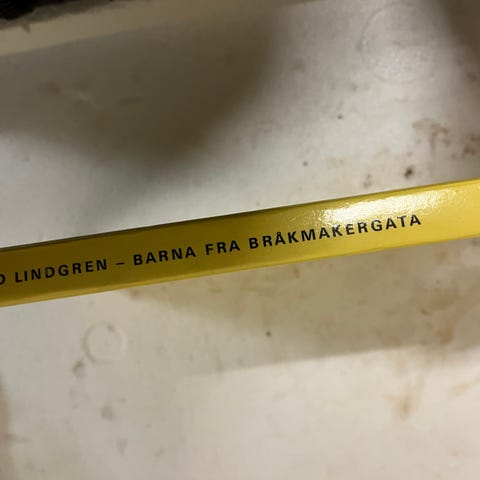 D LINDGREN – BARNA FRA BRÅKMAKERGATA